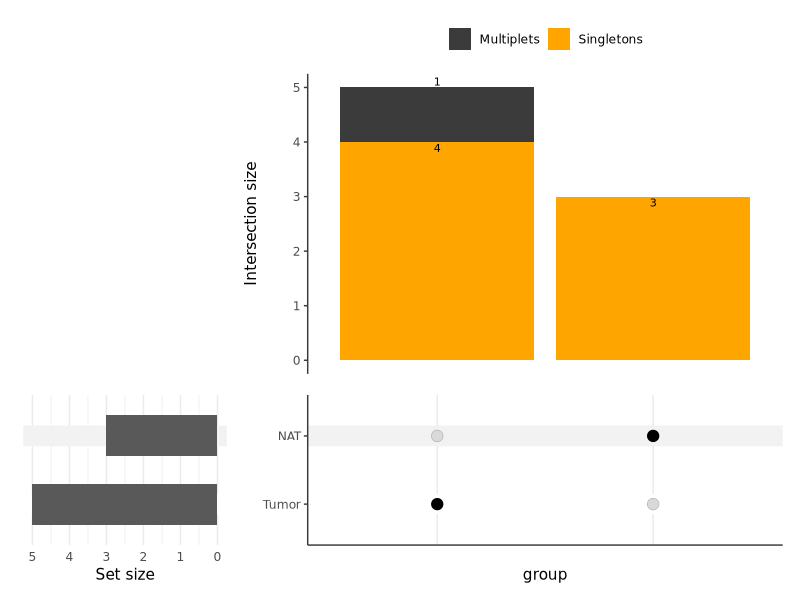 Multiplets Singletons
1
5
4
4
3
3
2
1
0
Intersection size
NAT
Tumor
5 4 3 2 1 0
Set size
group